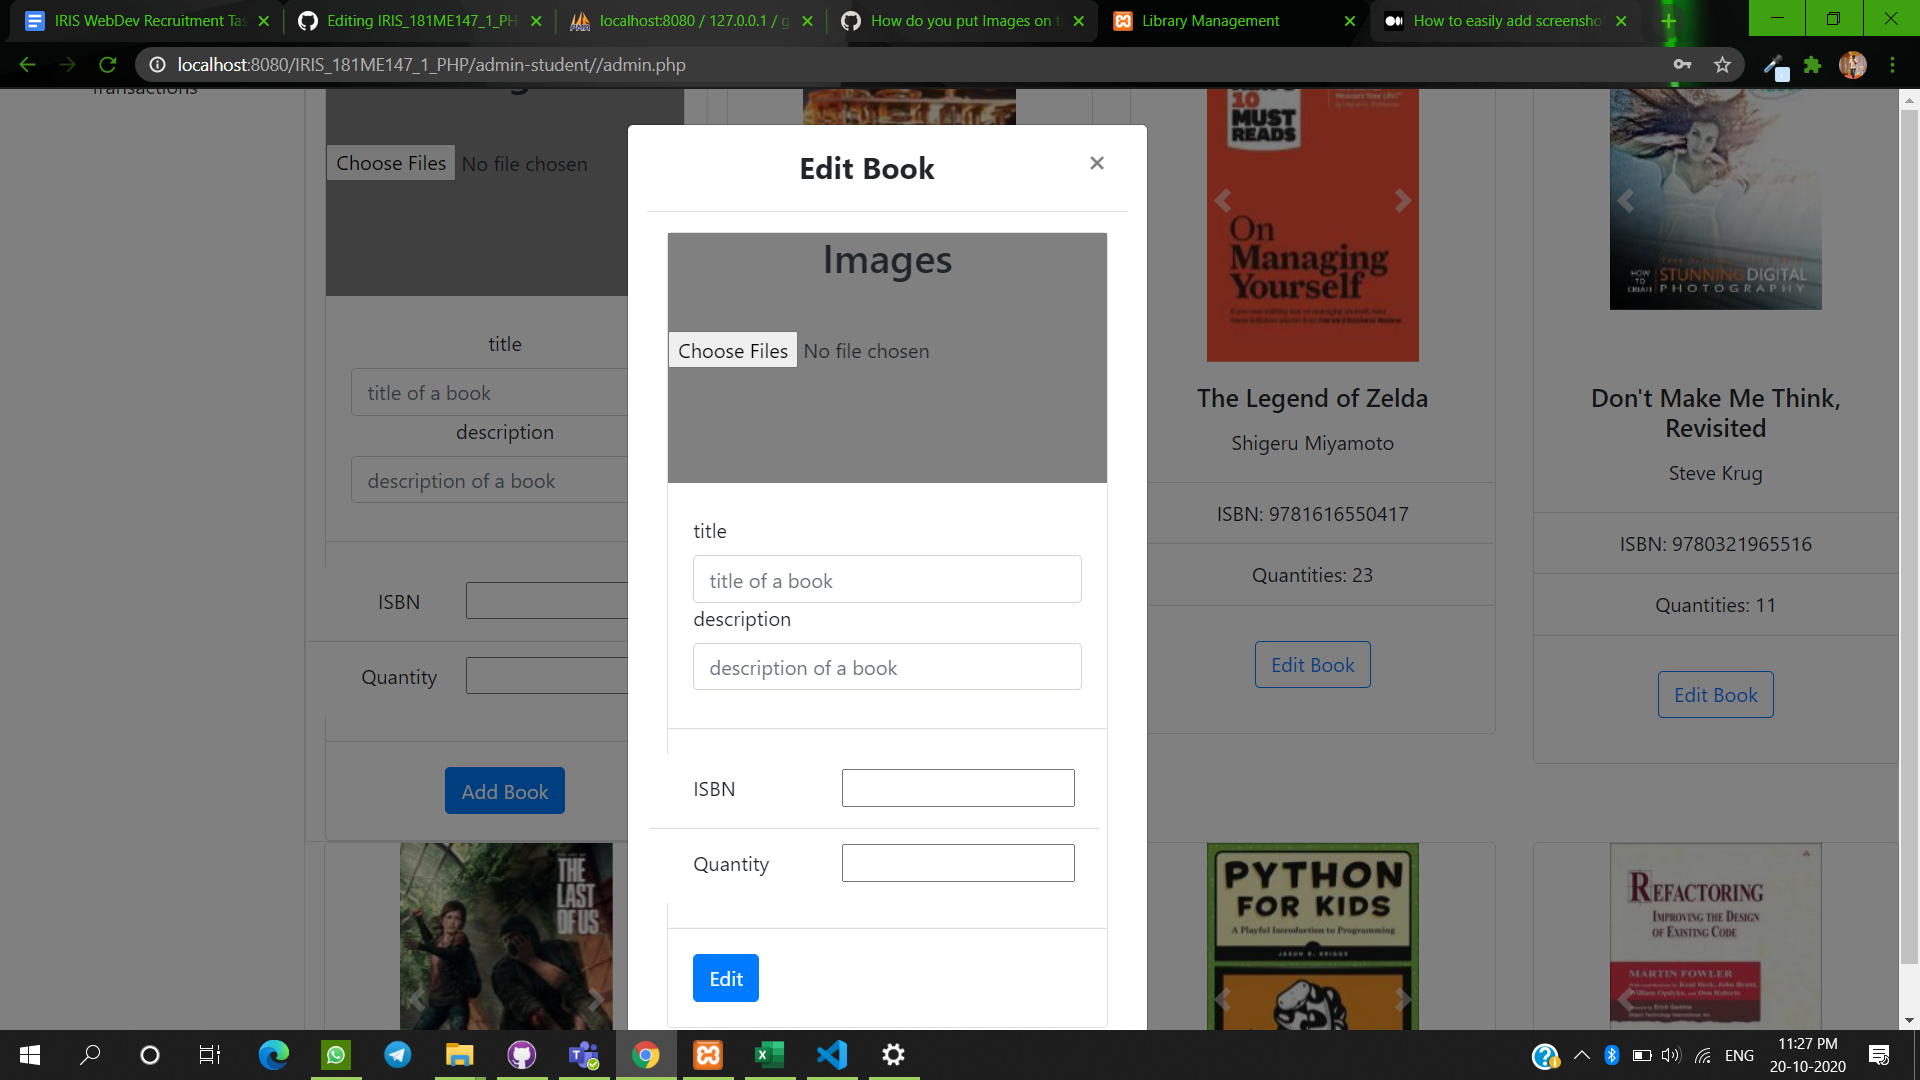 IRIS WebDev Recruitment Tas
Editing IRIS_181ME147_1_PH
localhost:8080 / 127.0.0.1 / g
How do you put Images on t
Library Management
How to easily add screensho
localhost:8080/IRIS_181ME147_1_PHP/admin-student//admin.php
Transactions
Choose Files No file chosen
title
title of a book
description
description of a book
ISBN
Quantity
Add Book
THE
LAST
OF US
Edit Book
×
Images
Choose Files No file chosen
title
title of a book
description
description of a book
ISBN
Quantity
Edit
10
MUST
READS
On
Managing
Yourself
The Legend of Zelda
Shigeru Miyamoto
ISBN: 9781616550417
Quantities: 23
Edit Book
HOW
TO
CREATE
STUNNING DIGITAL
PHOTOGRAPHY
Don't Make Me Think,
Revisited
Steve Krug
ISBN: 9780321965516
Quantities: 11
Edit Book
PYTHON
FOR KIDS
A Playful Introduction to Programming
JASON R. BRIGGS
REFACTORING
IMPROVING THE DESIGN
OF EXISTING CODE
MARTIN FOWLER
ENG
11:27 PM
20-10-2020